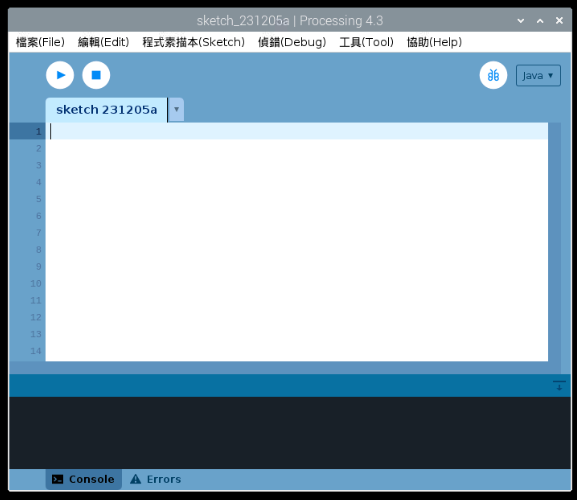 sketch_231205a | Processing 4.3
檔案(File) 編輯(Edit) 程式素描本(Sketch) 偵錯(Debug) 工具(Tool) 協助(Help)
Java ▼
sketch 231205a ▼
1
2
3
4
5
6
7
8
9
10
11
12
13
14
Console Errors